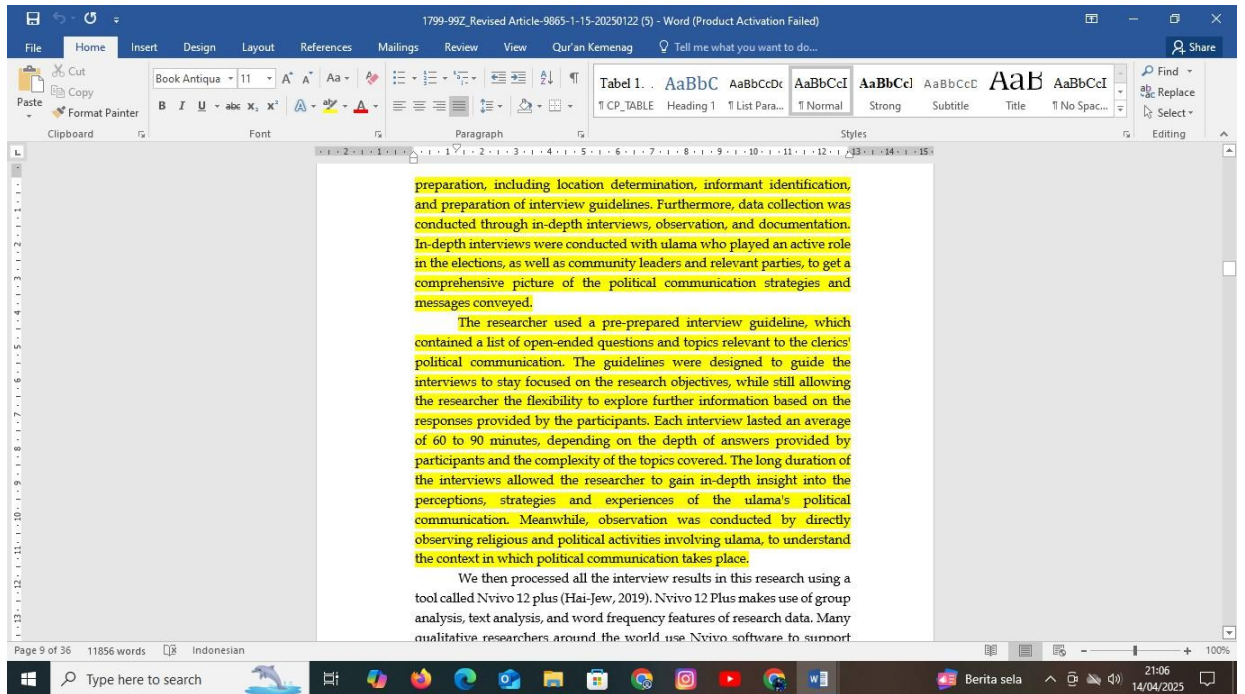 1799-99Z_Revised Article-9865-1-15-20250122 (5) - Word (Product Activation Failed)
File Home Insert Design Layout References Mailings Review View Qur'an Kemenag Tell me what you want to do... Share
Cut
Copy
Format Painter
Paste
Clipboard
Book Antiqua 11
Font
Paragraph
Tabel 1. . AaBbC AaBbCcDc AaBbCcI AaBbCcl AaBbCcD AaB AaBbCcI
¶ CP_TABLE Heading 1 ¶ List Para... ¶ Normal Strong Subtitle Title ¶ No Spac...
Styles
Find
Replace
Select
Editing
preparation, including location determination, informant identification,
and preparation of interview guidelines. Furthermore, data collection was
conducted through in-depth interviews, observation, and documentation.
In-depth interviews were conducted with ulama who played an active role
in the elections, as well as community leaders and relevant parties, to get a
comprehensive picture of the political communication strategies and
messages conveyed.
The researcher used a pre-prepared interview guideline, which
contained a list of open-ended questions and topics relevant to the clerics'
political communication. The guidelines were designed to guide the
interviews to stay focused on the research objectives, while still allowing
the researcher the flexibility to explore further information based on the
responses provided by the participants. Each interview lasted an average
of 60 to 90 minutes, depending on the depth of answers provided by
participants and the complexity of the topics covered. The long duration of
the interviews allowed the researcher to gain in-depth insight into the
perceptions, strategies and experiences of the ulama's political
communication. Meanwhile, observation was conducted by directly
observing religious and political activities involving ulama, to understand
the context in which political communication takes place.
We then processed all the interview results in this research using a
tool called Nvivo 12 plus (Hai-Jew, 2019). Nvivo 12 Plus makes use of group
analysis, text analysis, and word frequency features of research data. Many
qualitative researchers around the world use Nvivo software to support
Page 9 of 36 11856 words Indonesian 100%
Type here to search
Berita sela
21:06
14/04/2025